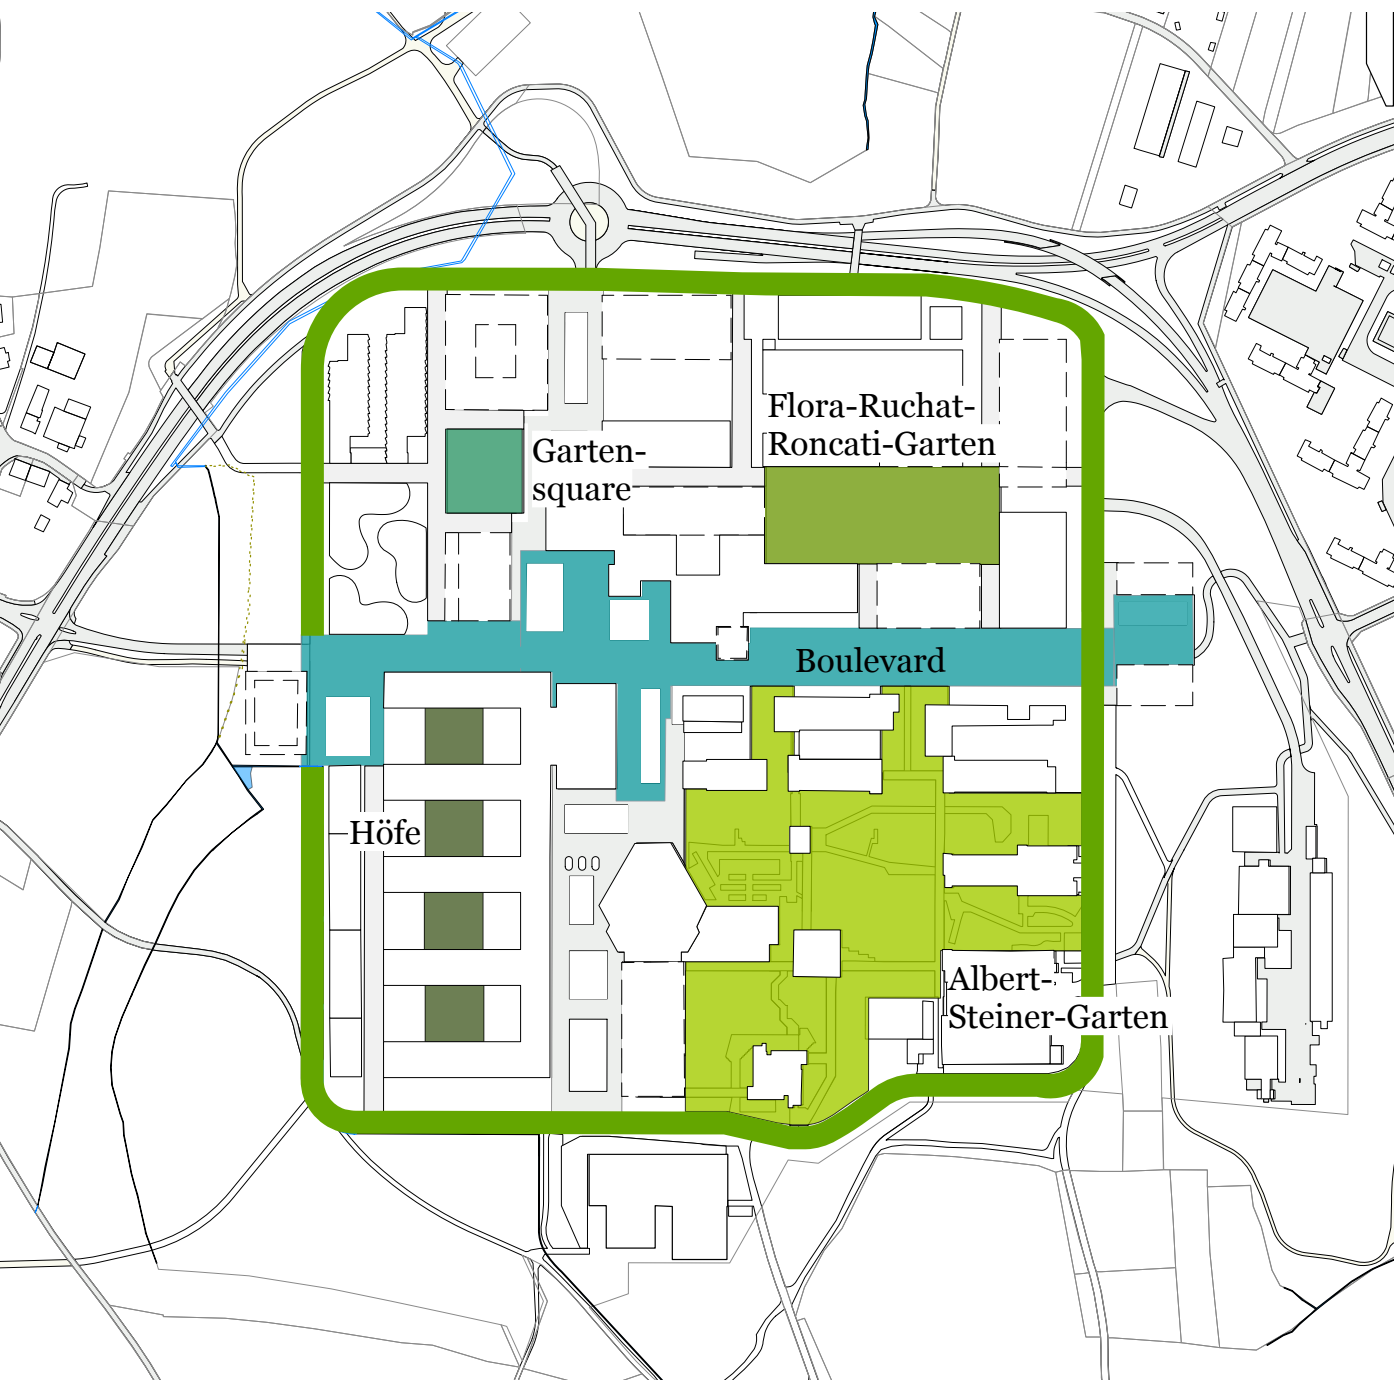 Flora-Ruchat-
Roncati-Garten
Garten-
square
Boulevard
Höfe
Albert-
Steiner-Garten